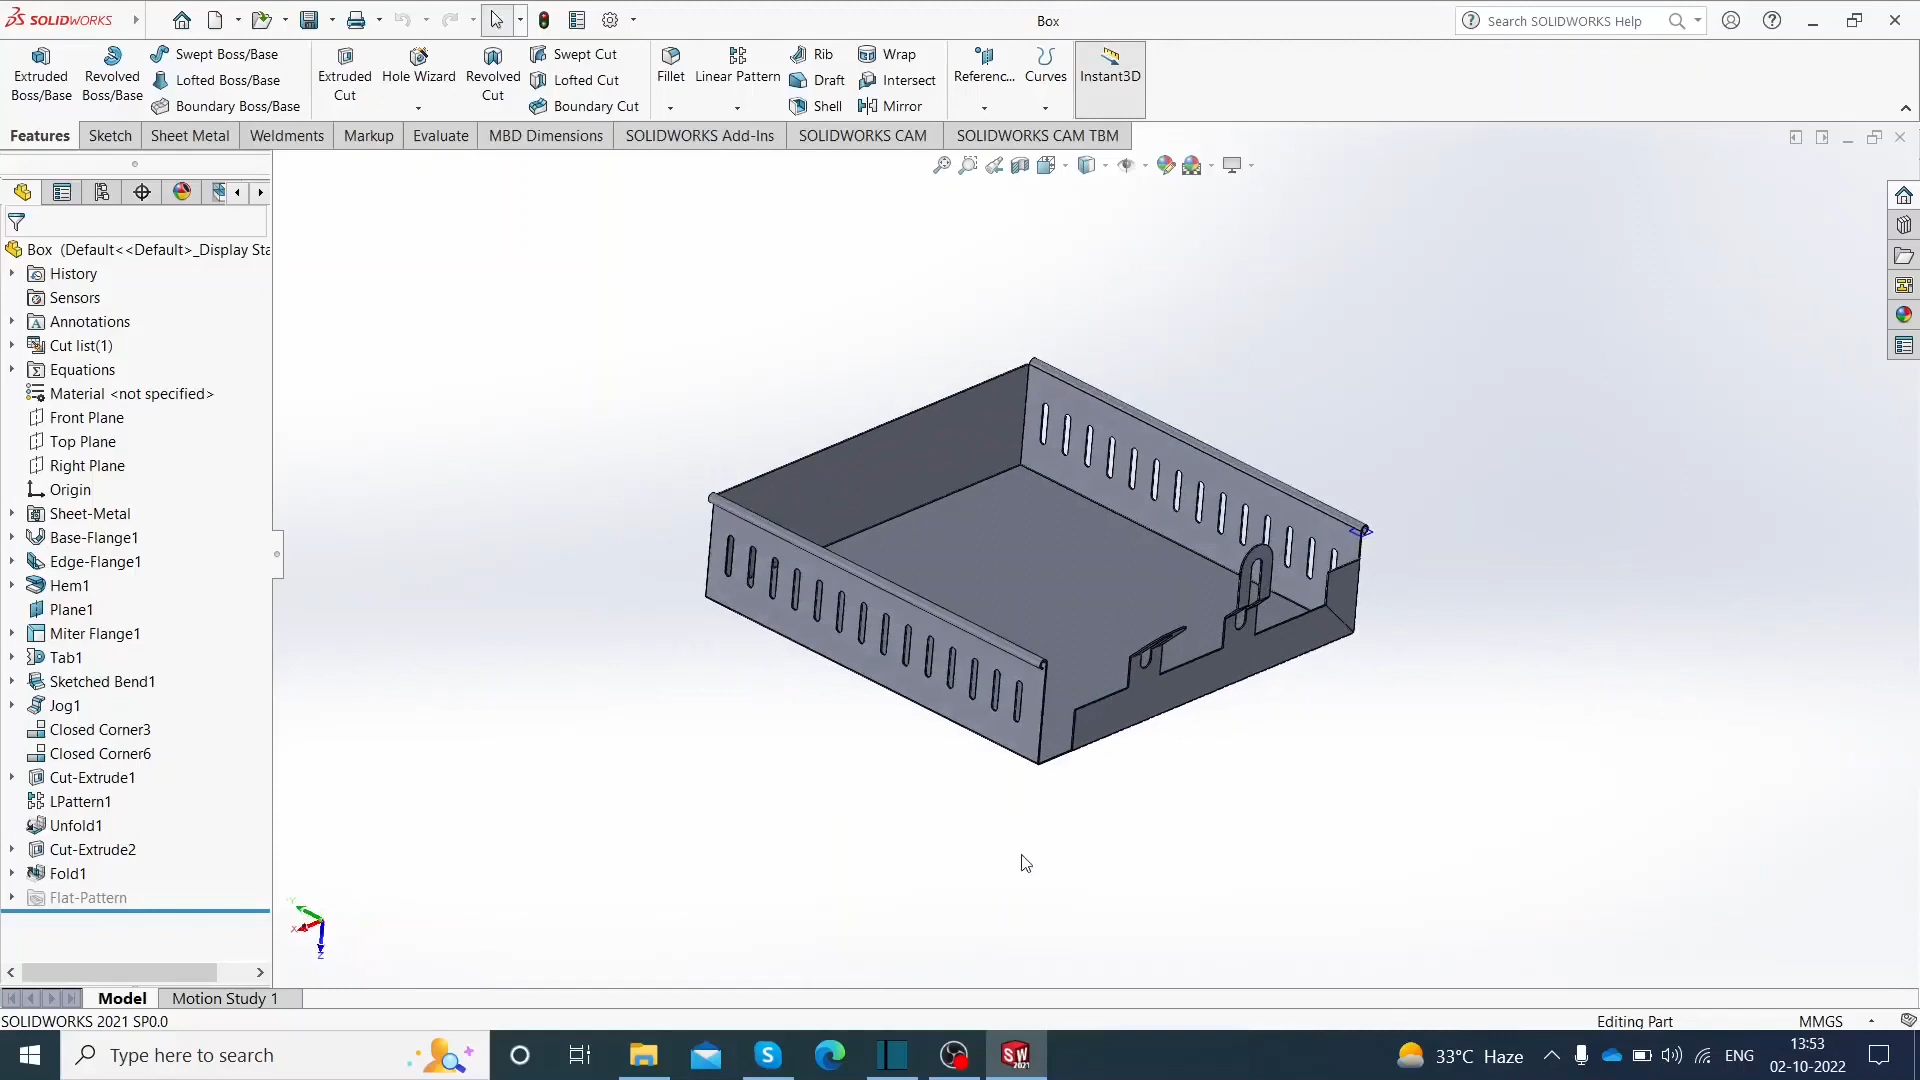 SOLIDWORKS
Box
Search SOLIDWORKS Help
Extruded Boss/Base
Revolved Boss/Base
Swept Boss/Base
Lofted Boss/Base
Boundary Boss/Base
Extruded Cut
Hole Wizard
Revolved Cut
Swept Cut
Lofted Cut
Boundary Cut
Fillet
Linear Pattern
Rib
Draft
Shell
Wrap
Intersect
Mirror
Referenc...
Curves
Instant3D
Features
Sketch
Sheet Metal
Weldments
Markup
Evaluate
MBD Dimensions
SOLIDWORKS Add-Ins
SOLIDWORKS CAM
SOLIDWORKS CAM TBM
Box (Default<<Default>_Display Sta
History
Sensors
Annotations
Cut list(1)
Equations
Material <not specified>
Front Plane
Top Plane
Right Plane
Origin
Sheet-Metal
Base-Flange1
Edge-Flange1
Hem1
Plane1
Miter Flange1
Tab1
Sketched Bend1
Jog1
Closed Corner3
Closed Corner6
Cut-Extrude1
LPattern1
Unfold1
Cut-Extrude2
Fold1
Flat-Pattern
Y
X
Z
Model
Motion Study 1
SOLIDWORKS 2021 SP0.0
Editing Part
MMGS
Type here to search
33°C Haze
ENG
13:53
02-10-2022